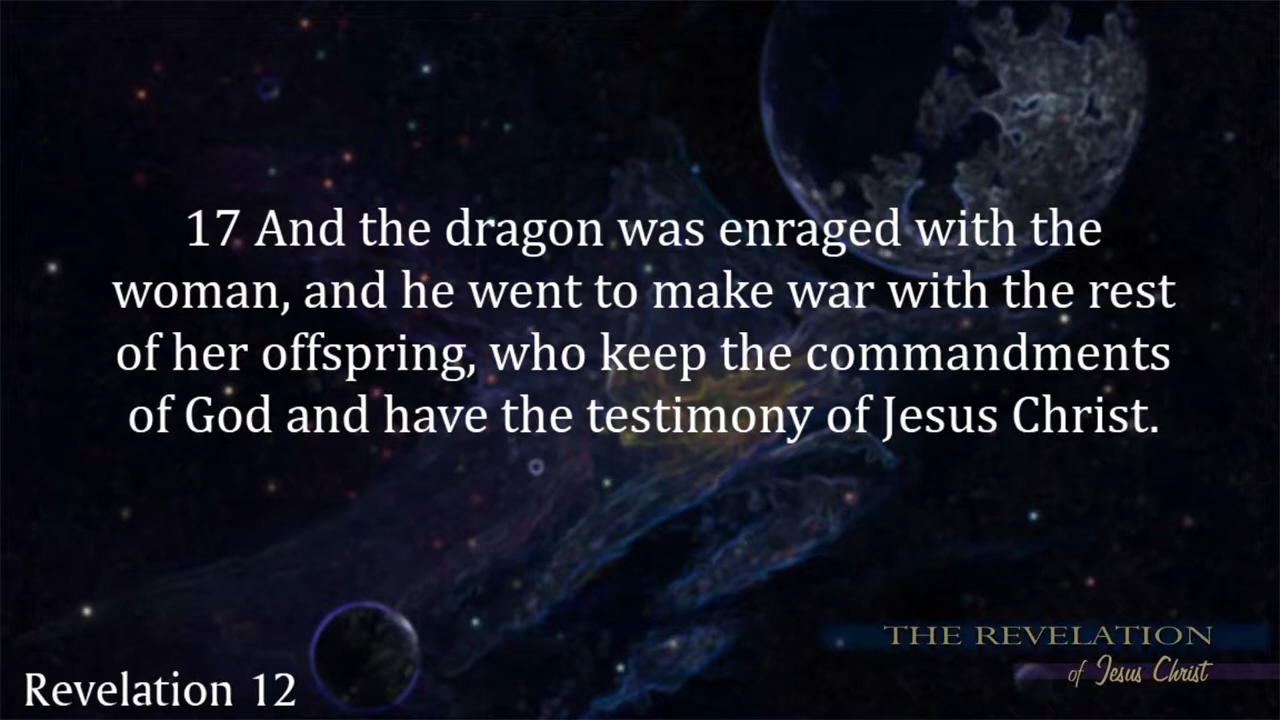 17 And the dragon was enraged with the
woman, and he went to make war with the rest
of her offspring, who keep the commandments
of God and have the testimony of Jesus Christ.
THE REVELATION
of Jesus Christ
Revelation 12